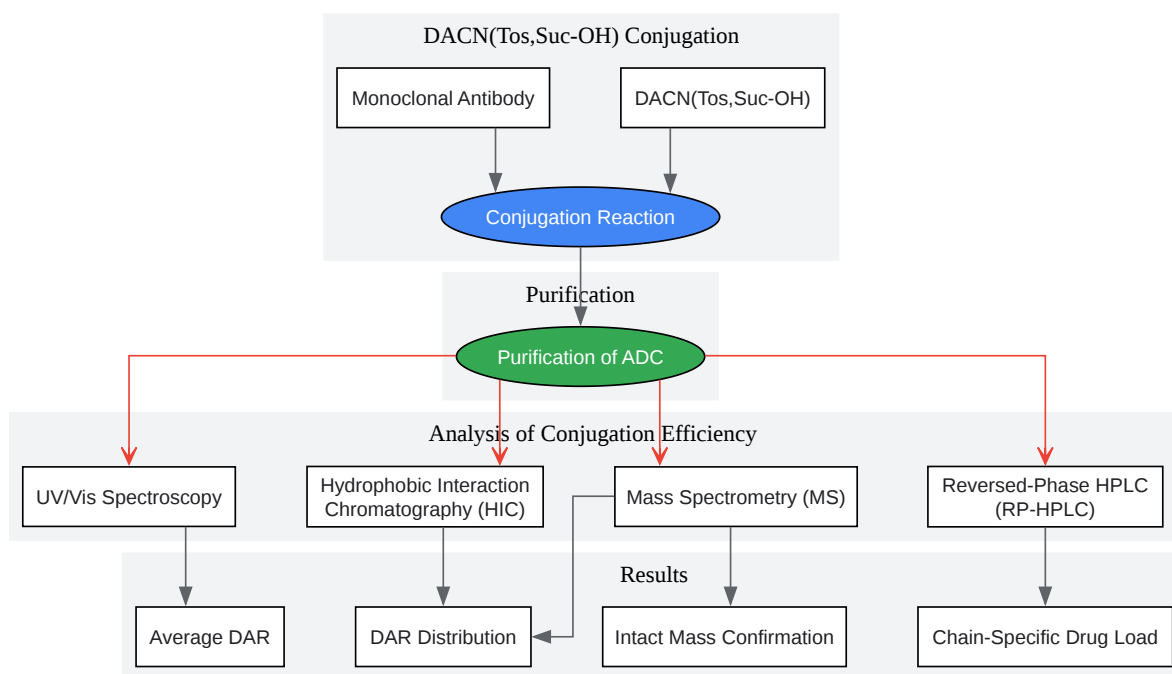 DACN(Tos,Suc-OH) Conjugation
Monoclonal Antibody
DACN(Tos,Suc-OH)
Conjugation Reaction
Purification
Purification of ADC
Analysis of Conjugation Efficiency
UV/Vis Spectroscopy
Hydrophobic Interaction
Chromatography (HIC)
Mass Spectrometry (MS)
Reversed-Phase HPLC
(RP-HPLC)
Results
Average DAR
DAR Distribution
Intact Mass Confirmation
Chain-Specific Drug Load